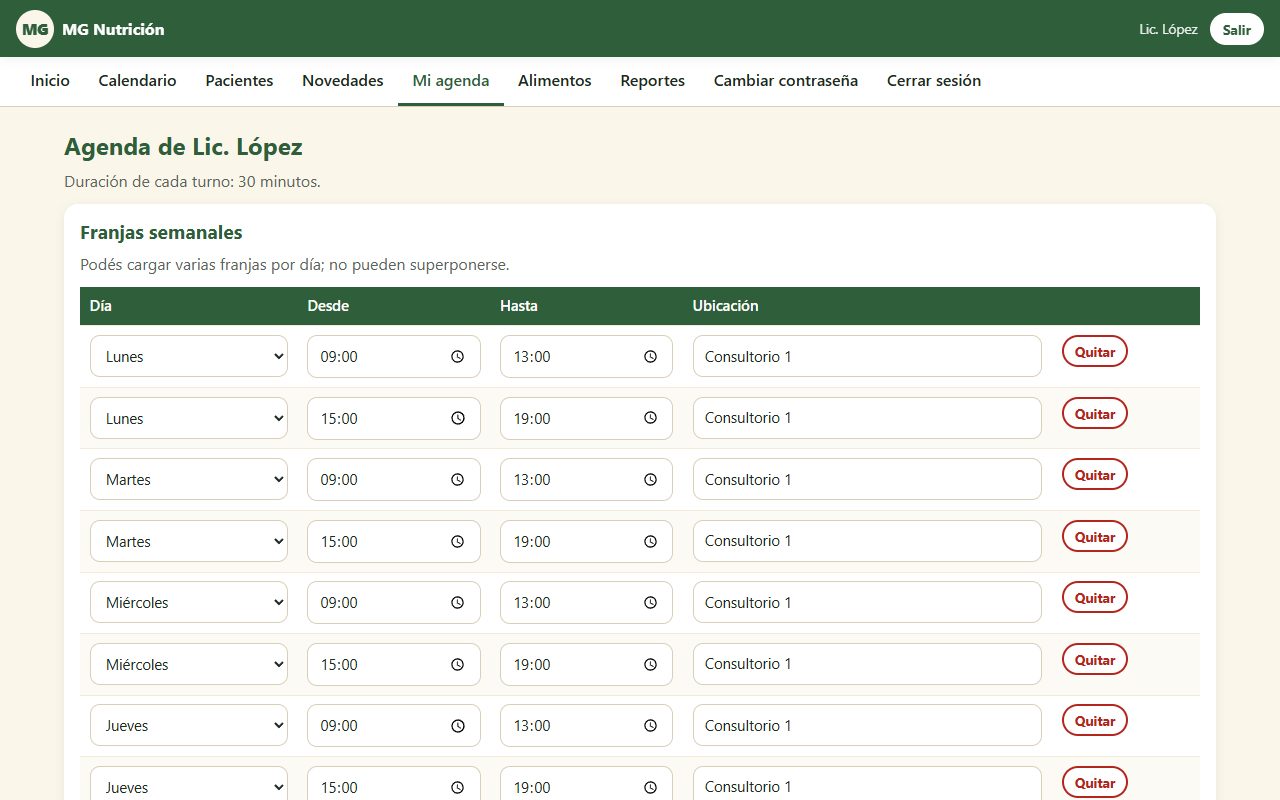 MG MG Nutrición Lic. López Salir
Inicio Calendario Pacientes Novedades Mi agenda Alimentos Reportes Cambiar contraseña Cerrar sesión
Agenda de Lic. López
Duración de cada turno: 30 minutos.
Franjas semanales
Podés cargar varias franjas por día; no pueden superponerse.
Día Desde Hasta Ubicación
Lunes 09:00 13:00 Consultorio 1 Quitar
Lunes 15:00 19:00 Consultorio 1 Quitar
Martes 09:00 13:00 Consultorio 1 Quitar
Martes 15:00 19:00 Consultorio 1 Quitar
Miércoles 09:00 13:00 Consultorio 1 Quitar
Miércoles 15:00 19:00 Consultorio 1 Quitar
Jueves 09:00 13:00 Consultorio 1 Quitar
Jueves 15:00 19:00 Consultorio 1 Quitar